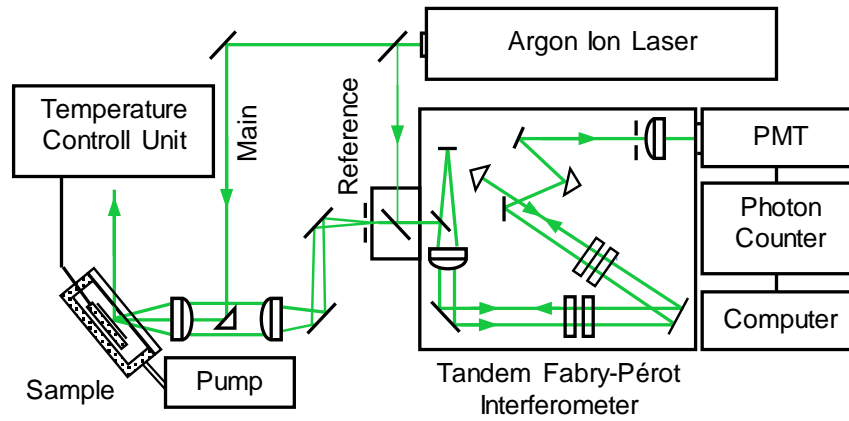 Argon Ion Laser
Temperature
Controll Unit
Main
Reference
PMT
Photon
Counter
Computer
Sample
Pump
Tandem Fabry-Pérot
Interferometer